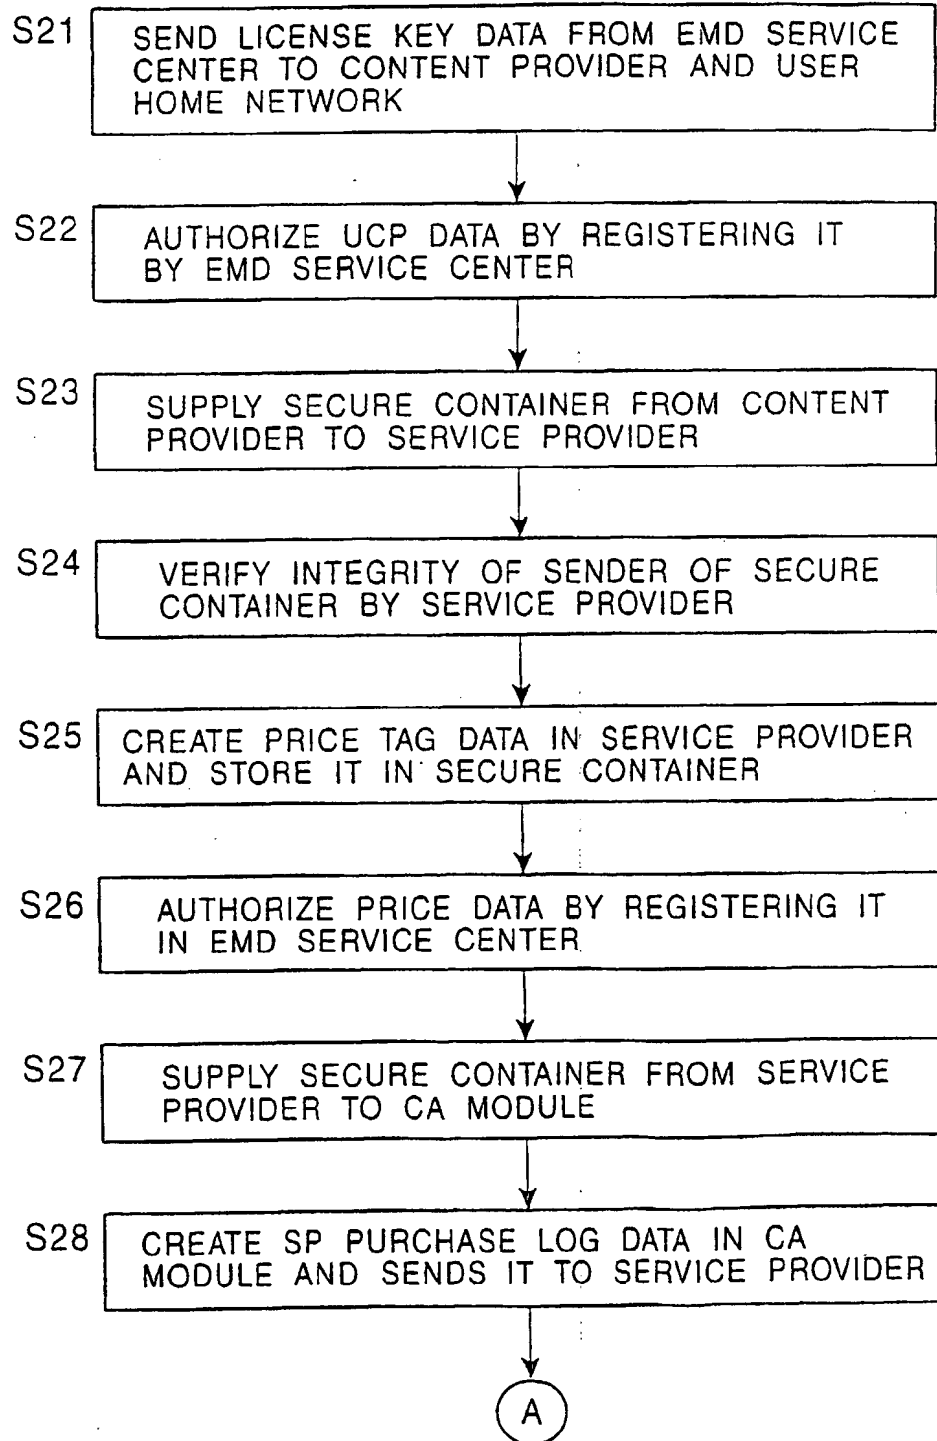 S21
SEND LICENSE KEY DATA FROM EMD SERVICE
CENTER TO CONTENT PROVIDER AND USER
HOME NETWORK
S22
AUTHORIZE UCP DATA BY REGISTERING IT
BY EMD SERVICE CENTER
S23
SUPPLY SECURE CONTAINER FROM CONTENT
PROVIDER TO SERVICE PROVIDER
S24
VERIFY INTEGRITY OF SENDER OF SECURE
CONTAINER BY SERVICE PROVIDER
S25
CREATE PRICE TAG DATA IN SERVICE PROVIDER
AND STORE IT IN SECURE CONTAINER
S26
AUTHORIZE PRICE DATA BY REGISTERING IT
IN EMD SERVICE CENTER
S27
SUPPLY SECURE CONTAINER FROM SERVICE
PROVIDER TO CA MODULE
S28
CREATE SP PURCHASE LOG DATA IN CA
MODULE AND SENDS IT TO SERVICE PROVIDER
A